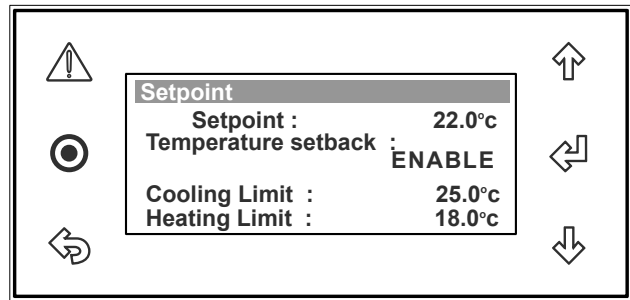 Setpoint
Setpoint : 22.0°c
Temperature setback :
ENABLE
Cooling Limit : 25.0°c
Heating Limit : 18.0°c